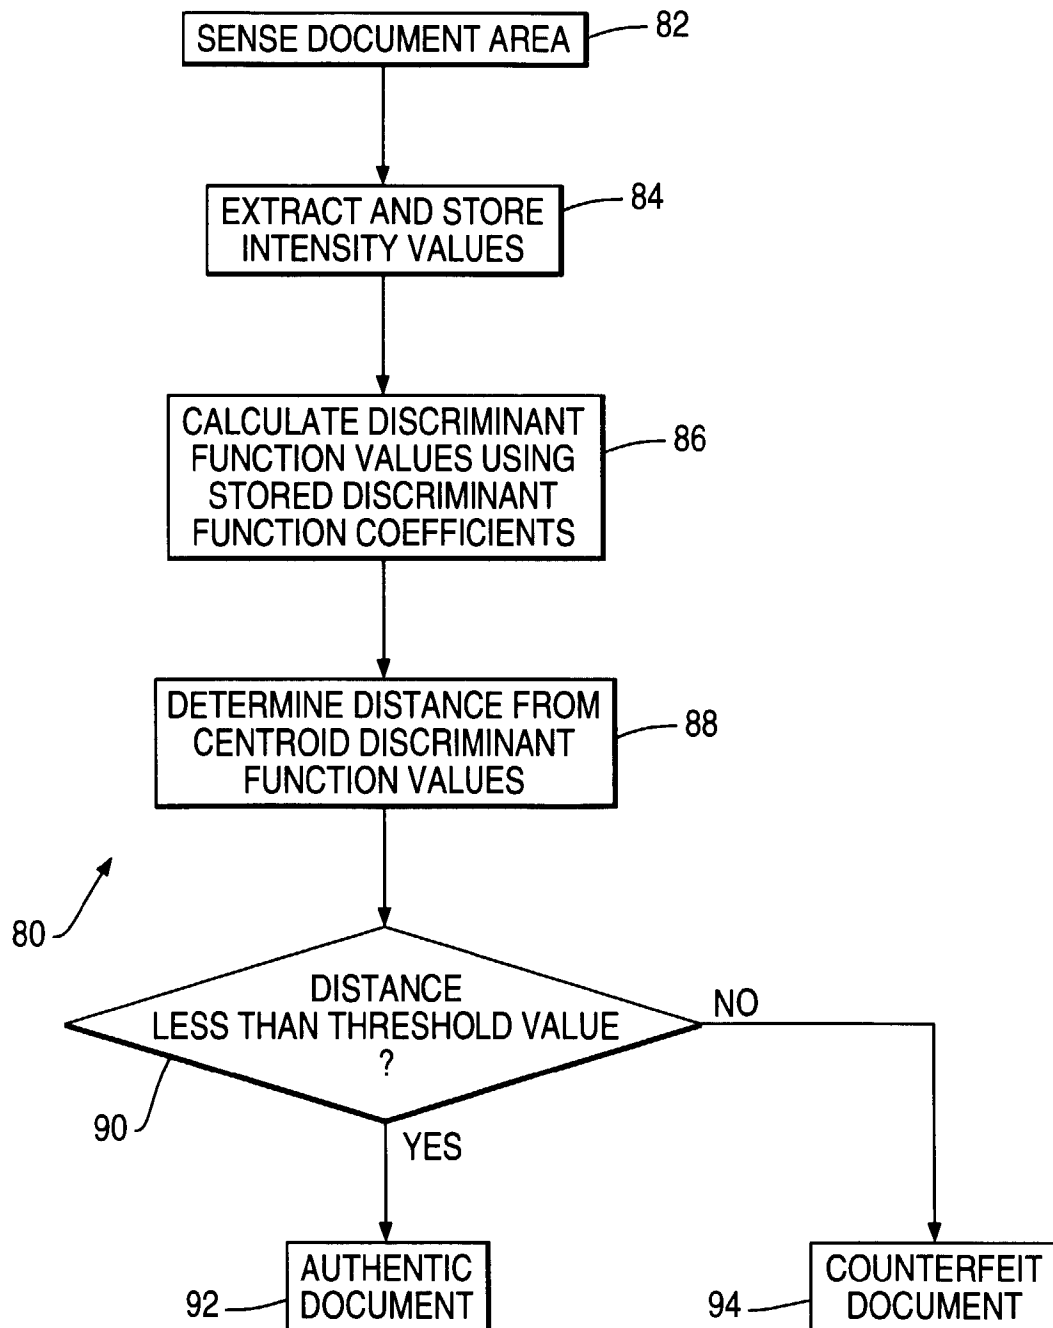 SENSE DOCUMENT AREA
82
EXTRACT AND STORE
INTENSITY VALUES
84
CALCULATE DISCRIMINANT
FUNCTION VALUES USING
STORED DISCRIMINANT
FUNCTION COEFFICIENTS
86
DETERMINE DISTANCE FROM
CENTROID DISCRIMINANT
FUNCTION VALUES
88
80
DISTANCE
LESS THAN THRESHOLD VALUE
?
90
NO
YES
AUTHENTIC
DOCUMENT
92
COUNTERFEIT
DOCUMENT
94